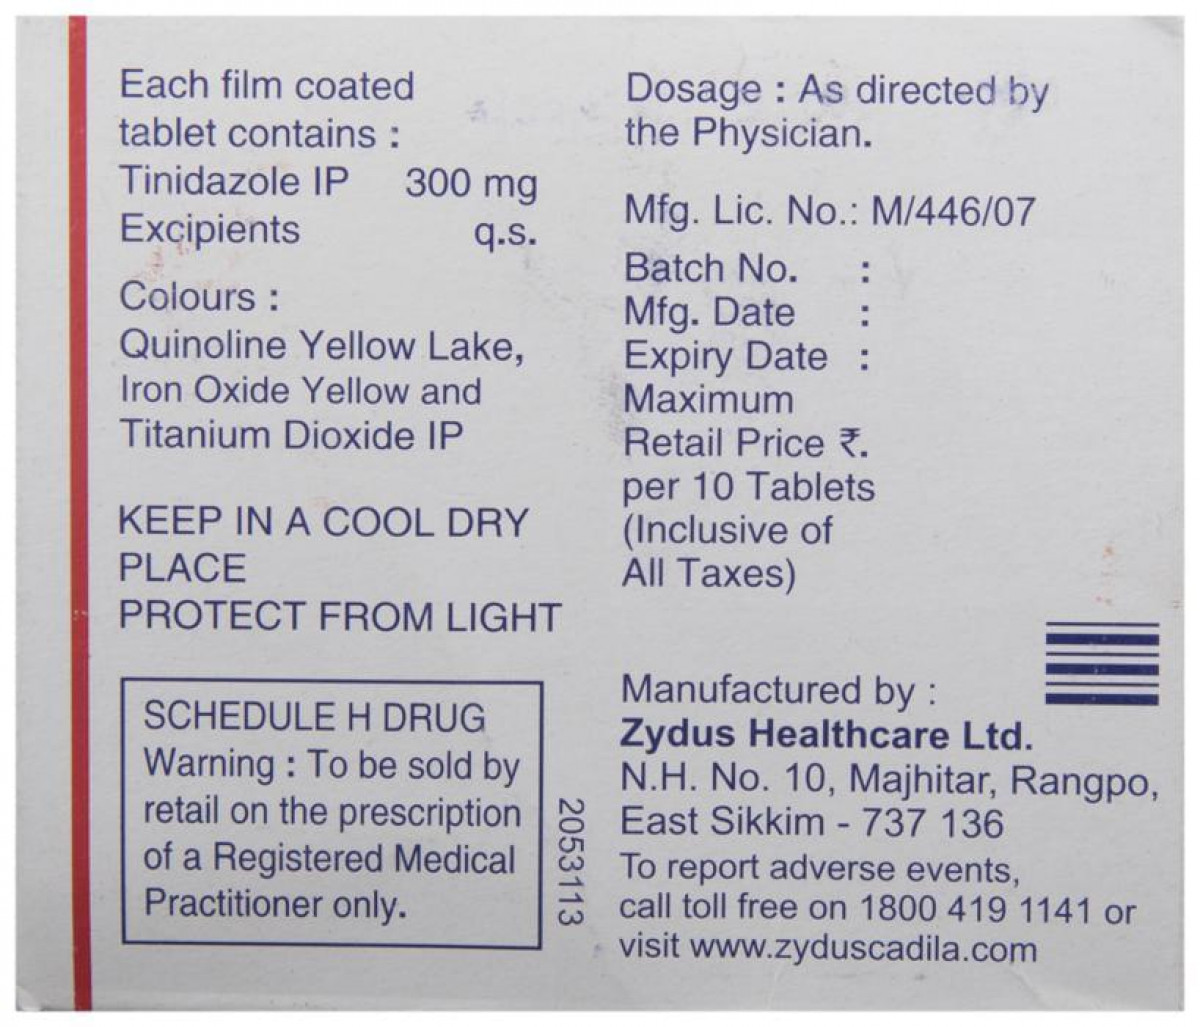 Each film coated
tablet contains :
Tinidazole IP 300 mg
Excipients q.s.
Colours :
Quinoline Yellow Lake,
Iron Oxide Yellow and
Titanium Dioxide IP
KEEP IN A COOL DRY
PLACE
PROTECT FROM LIGHT
SCHEDULE H DRUG
Warning : To be sold by
retail on the prescription
of a Registered Medical
Practitioner only.
2053113
Dosage : As directed by
the Physician.
Mfg. Lic. No.: M/446/07
Batch No. :
Mfg. Date :
Expiry Date :
Maximum
Retail Price ₹.
per 10 Tablets
(Inclusive of
All Taxes)
Manufactured by :
Zydus Healthcare Ltd.
N.H. No. 10, Majhitar, Rangpo,
East Sikkim - 737 136
To report adverse events,
call toll free on 1800 419 1141 or
visit www.zyduscadila.com